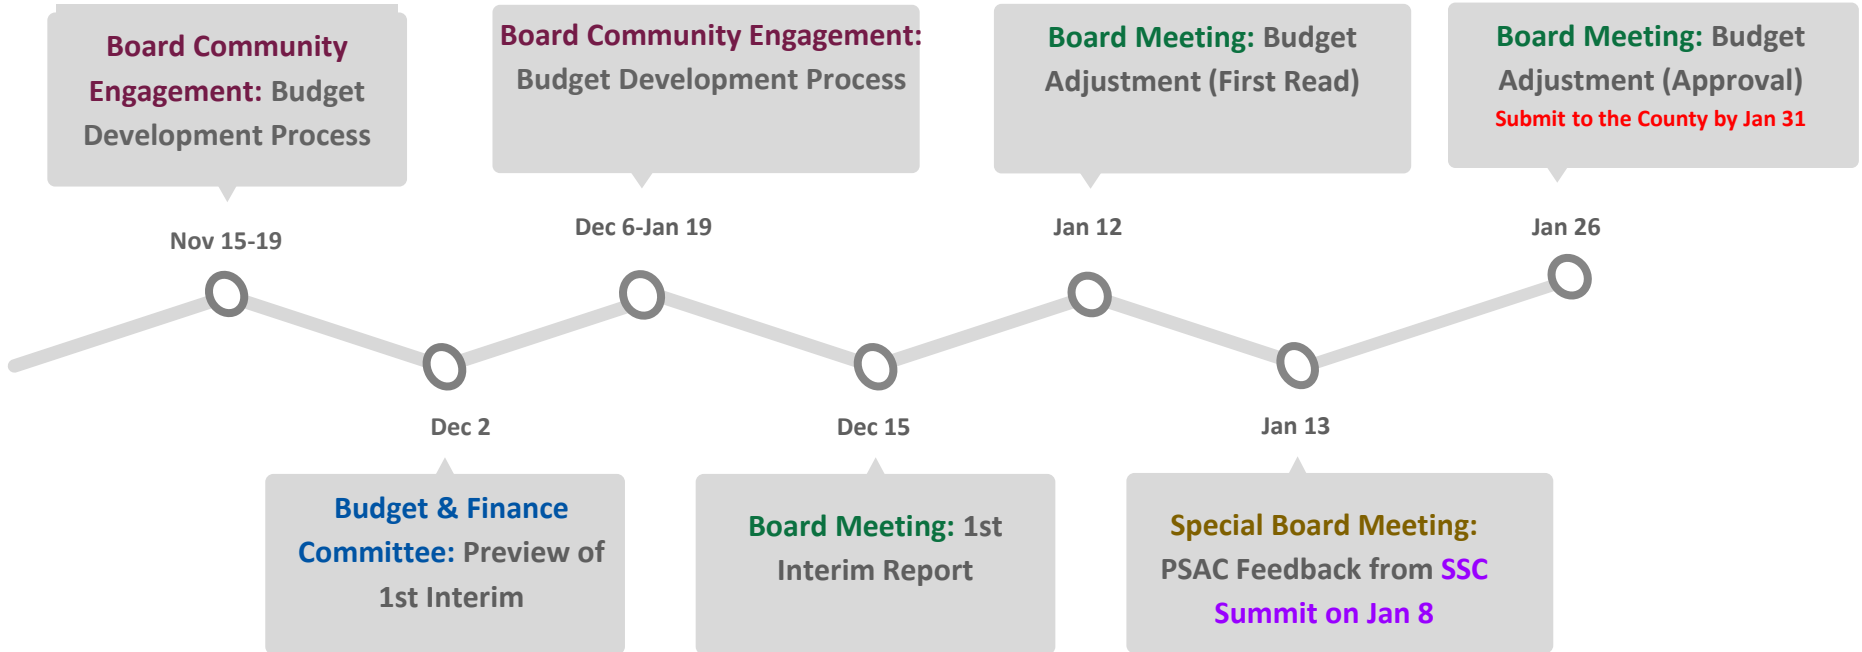 Board Community
Engagement: Budget
Development Process
Board Community Engagement:
Budget Development Process
Board Meeting: Budget
Adjustment (First Read)
Board Meeting: Budget
Adjustment (Approval)
Submit to the County by Jan 31
Nov 15-19
Dec 6-Jan 19
Jan 12
Jan 26
Dec 2
Dec 15
Jan 13
Budget & Finance
Committee: Preview of
1st Interim
Board Meeting: 1st
Interim Report
Special Board Meeting:
PSAC Feedback from SSC
Summit on Jan 8